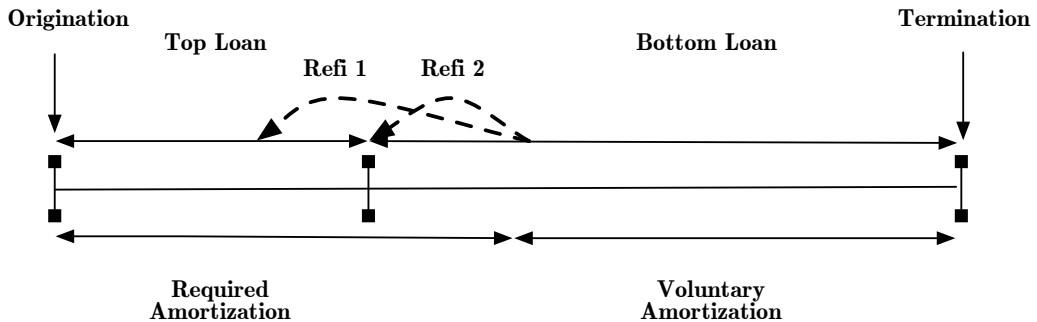 Origination
Termination
Top Loan
Bottom Loan
Refi 1
Refi 2
Required
Amortization
Voluntary
Amortization